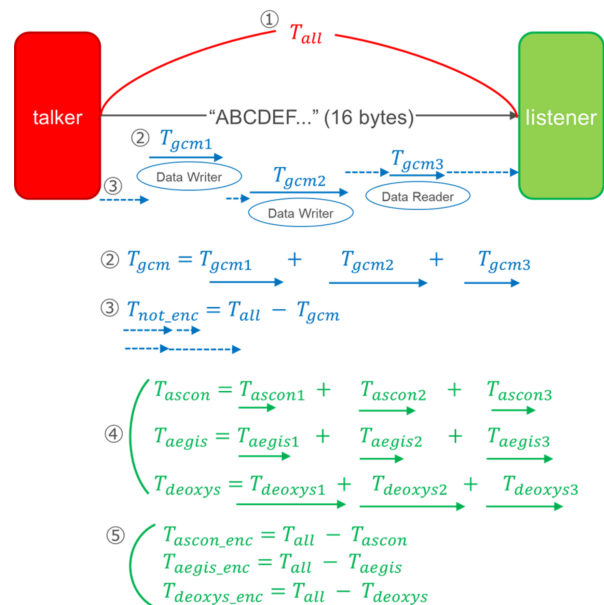 ① T_all
talker
"ABCDEF..." (16 bytes)
listener
② T_gcm1
Data Writer
③
T_gcm2
Data Writer
T_gcm3
Data Reader
② T_gcm = T_gcm1 + T_gcm2 + T_gcm3
③ T_not_enc = T_all − T_gcm
④
T_ascon = T_ascon1 + T_ascon2 + T_ascon3
T_aegis = T_aegis1 + T_aegis2 + T_aegis3
T_deoxys = T_deoxys1 + T_deoxys2 + T_deoxys3
⑤
T_ascon_enc = T_all − T_ascon
T_aegis_enc = T_all − T_aegis
T_deoxys_enc = T_all − T_deoxys